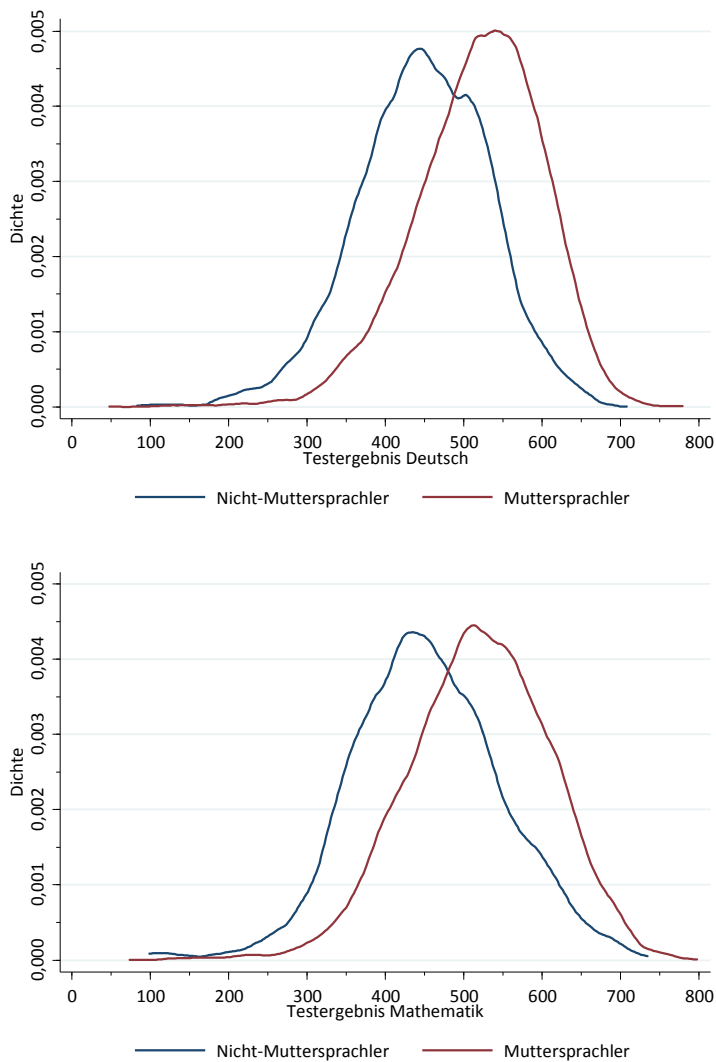 0,005
0,004
0,003
0,002
0,001
0,000
Dichte
0 100 200 300 400 500 600 700 800
Testergebnis Deutsch
Nicht-Muttersprachler Muttersprachler
0,005
0,004
0,003
0,002
0,001
0,000
Dichte
0 100 200 300 400 500 600 700 800
Testergebnis Mathematik
Nicht-Muttersprachler Muttersprachler